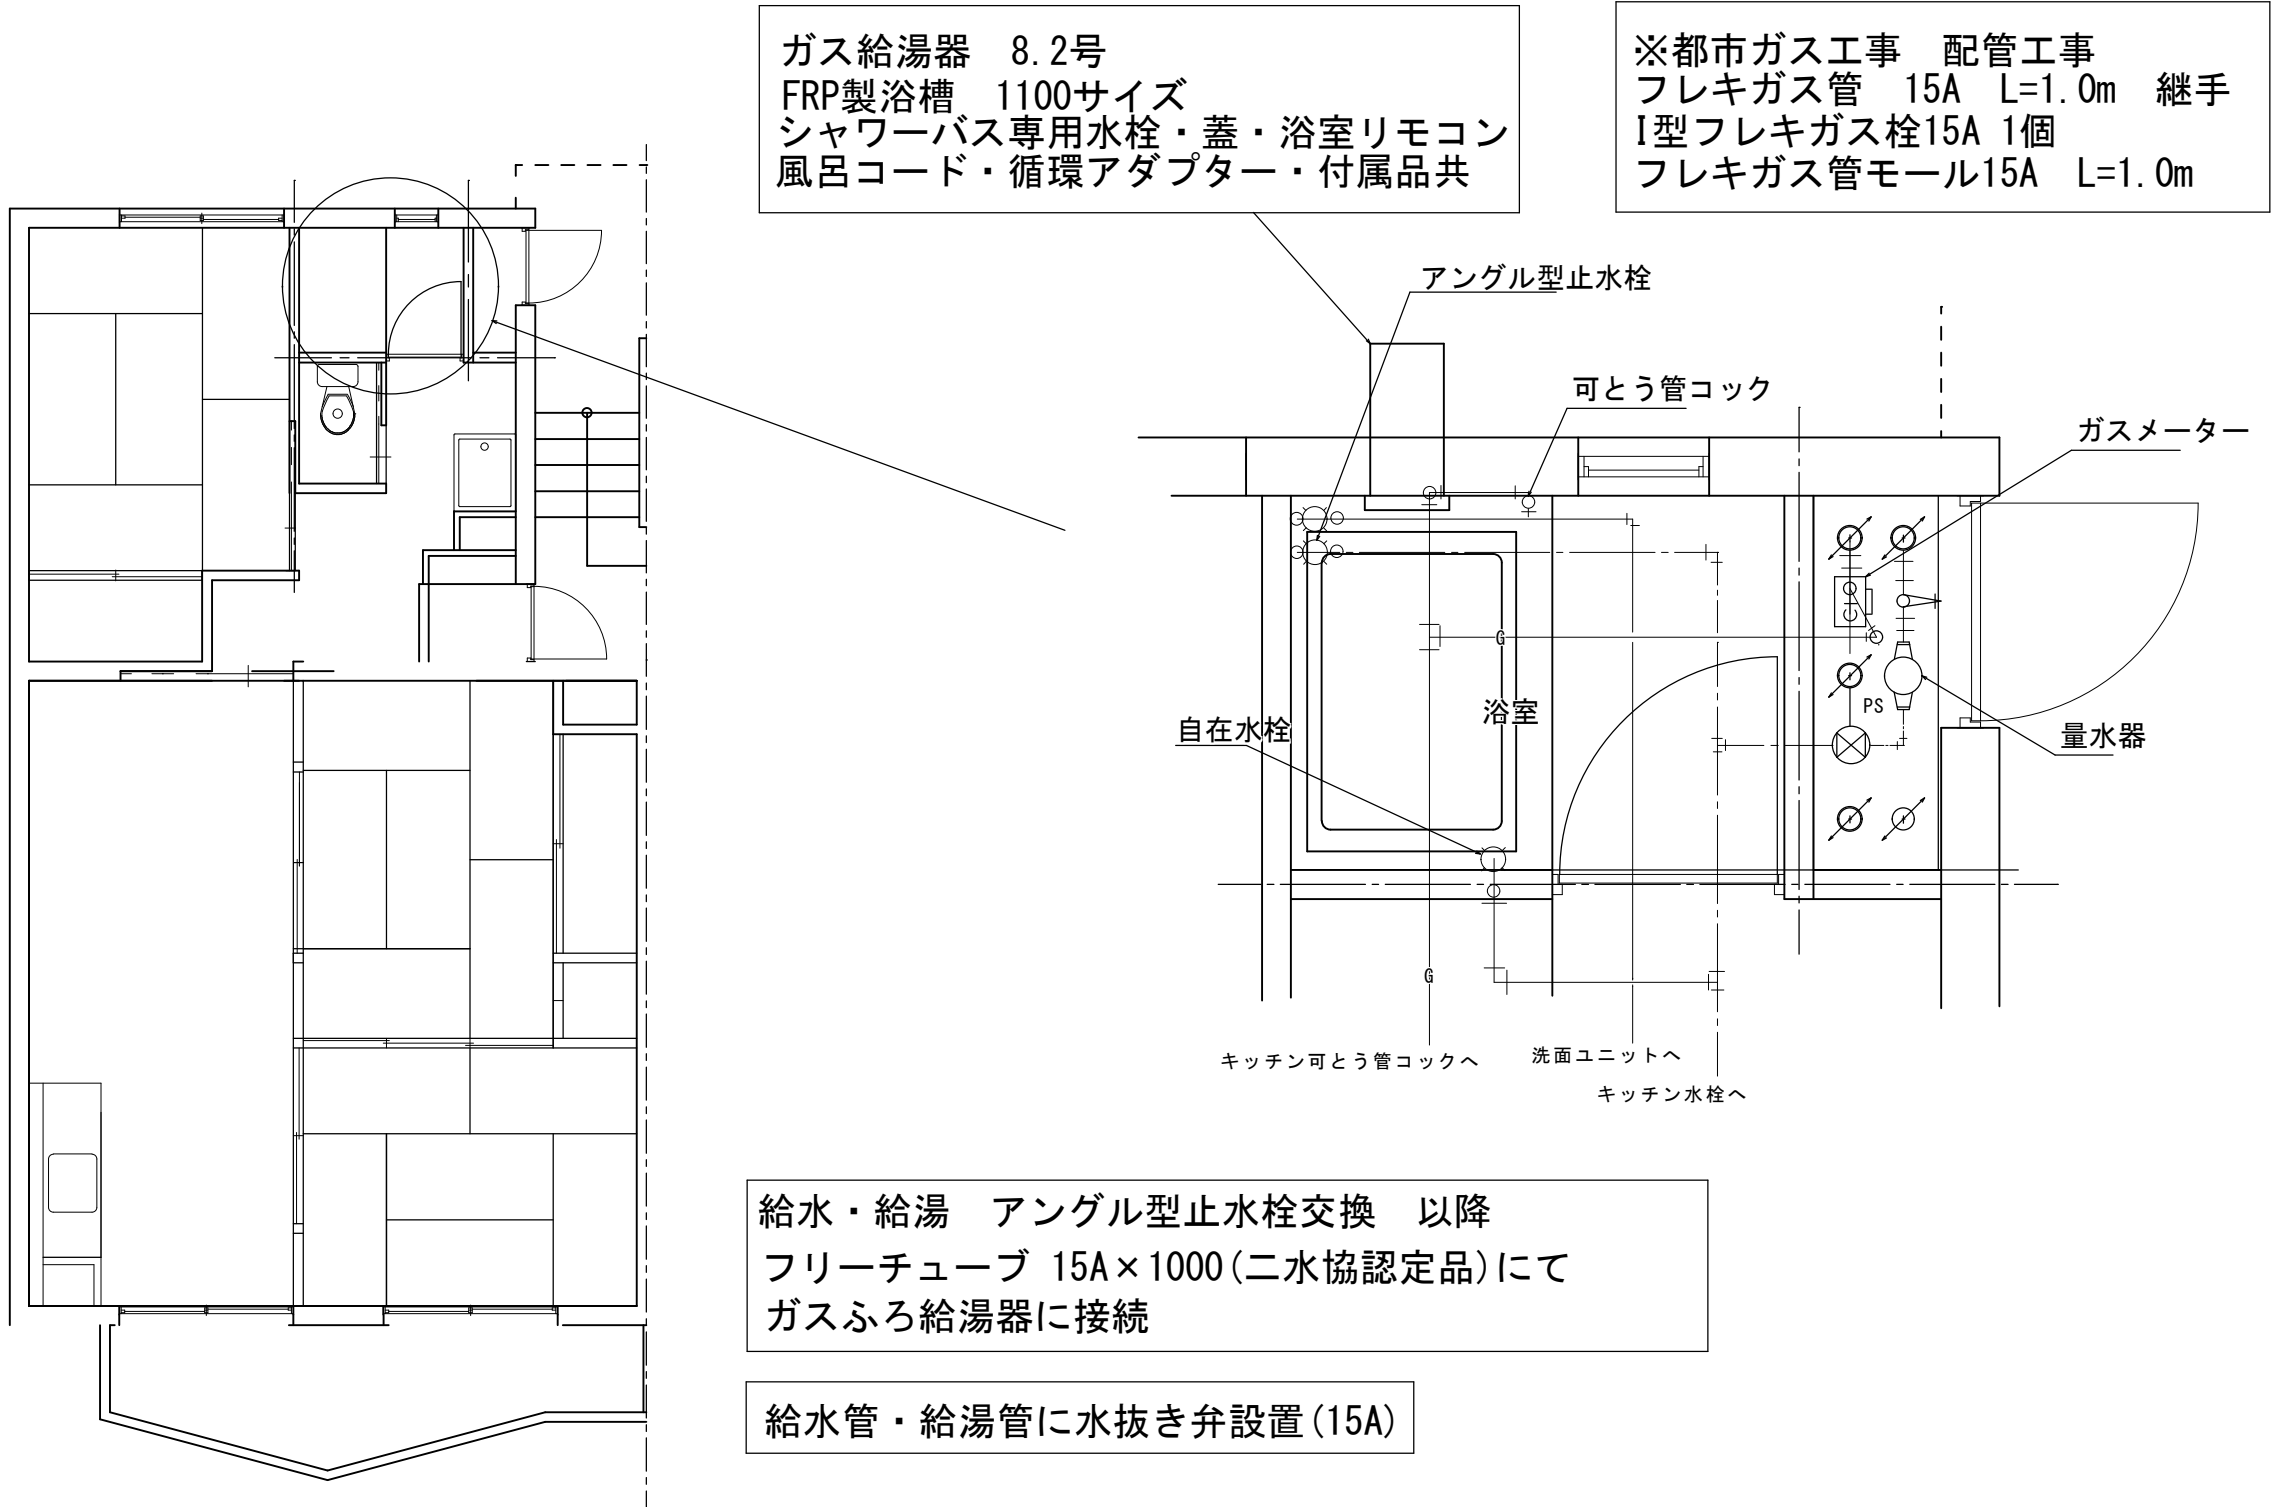 ガス給湯器　8.2号
FRP製浴槽　1100サイズ
シャワーバス専用水栓・蓋・浴室リモコン
風呂コード・循環アダプター・付属品共
※都市ガス工事　配管工事
フレキガス管　15A　L=1.0m　継手
I型フレキガス栓15A 1個
フレキガス管モール15A　L=1.0m
アングル型止水栓
可とう管コック
ガスメーター
G
浴室
PS
自在水栓
量水器
G
キッチン可とう管コックへ
洗面ユニットへ
キッチン水栓へ
給水・給湯　アングル型止水栓交換　以降
フリーチューブ 15A×1000(二水協認定品)にて
ガスふろ給湯器に接続
給水管・給湯管に水抜き弁設置(15A)